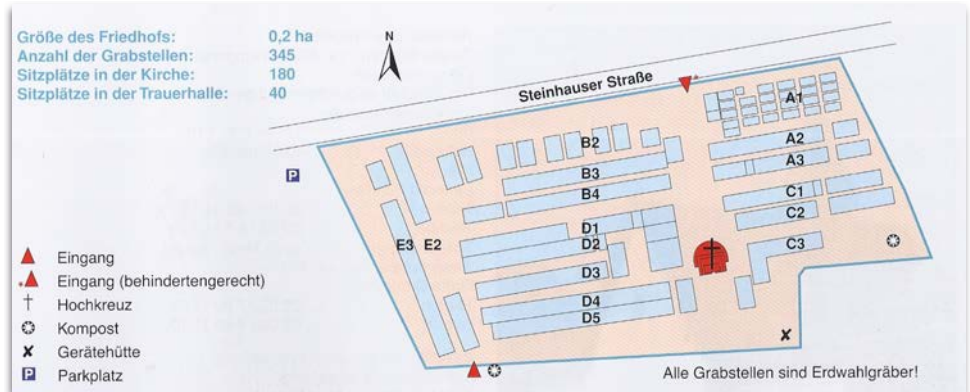 Größe des Friedhofs: 0,2 ha
Anzahl der Grabstellen: 345
Sitzplätze in der Kirche: 180
Sitzplätze in der Trauerhalle: 40
N
Steinhauser Straße
A1
A2
A3
B2
B3
B4
C1
C2
C3
D1
D2
D3
D4
D5
E3 E2
P
Eingang
Eingang (behindertengerecht)
Hochkreuz
Kompost
Gerätehütte
P Parkplatz
Alle Grabstellen sind Erdwahlgräber!